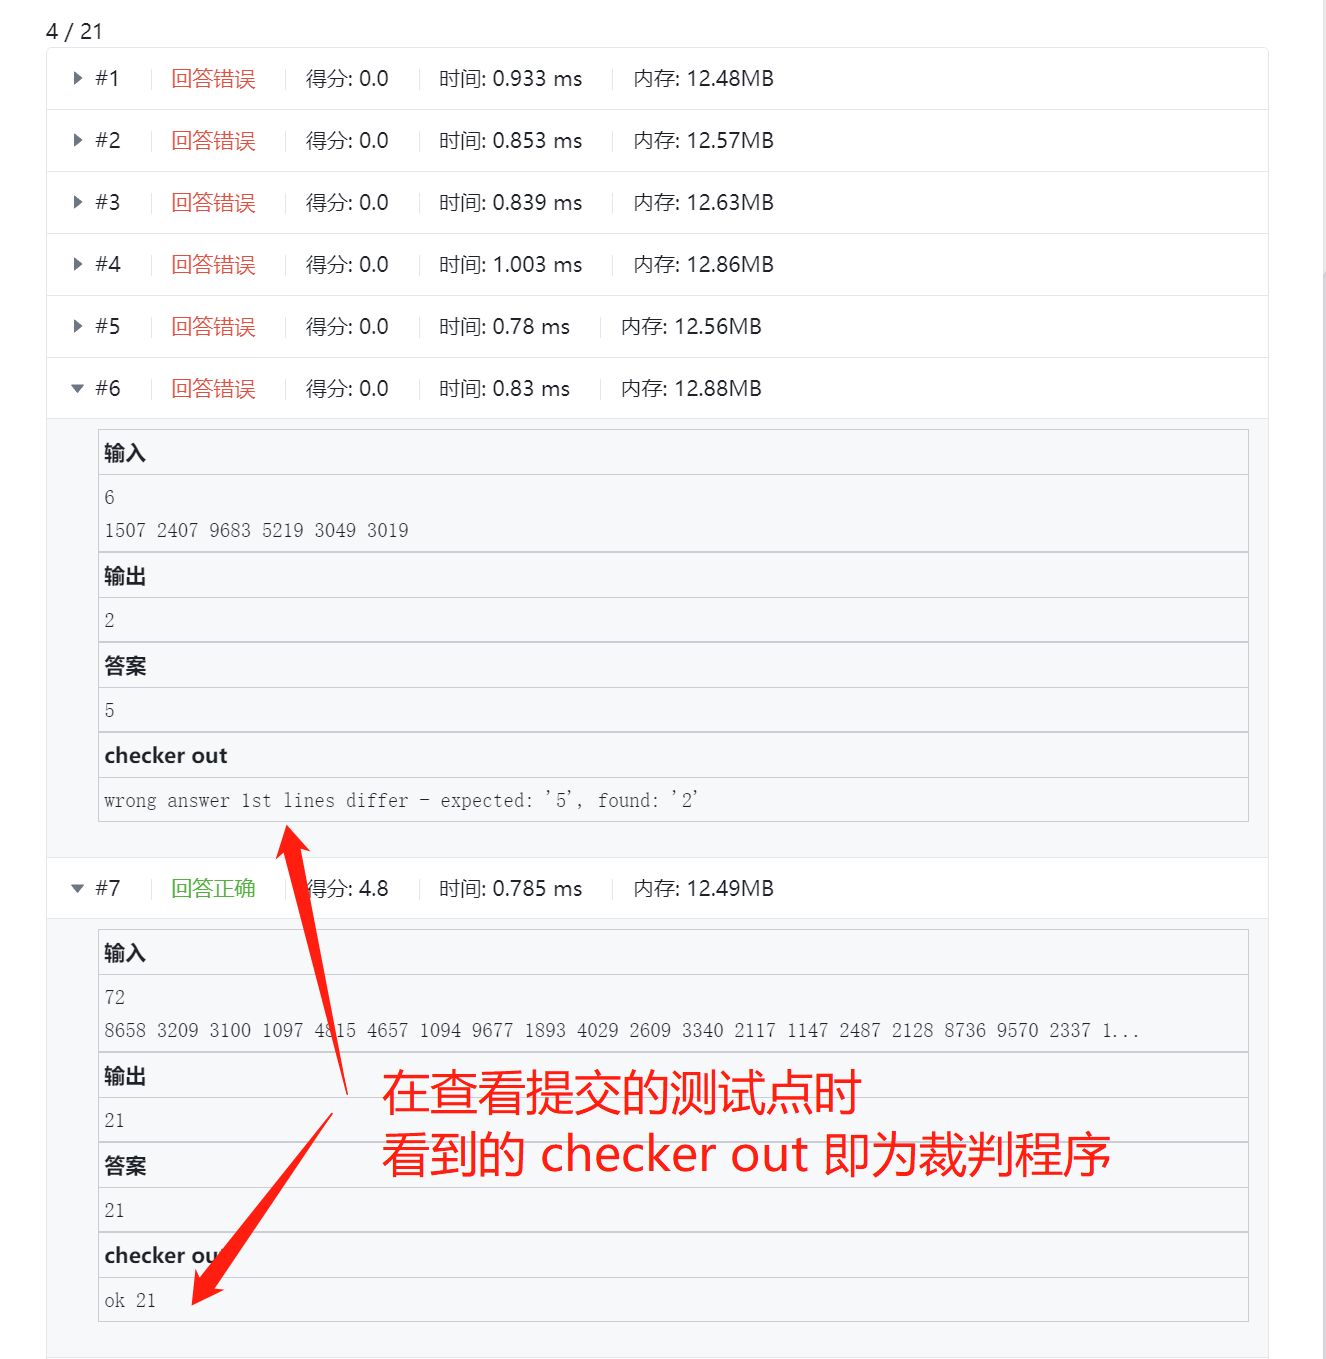 4 / 21
#1 回答错误 得分: 0.0 时间: 0.933 ms 内存: 12.48MB
#2 回答错误 得分: 0.0 时间: 0.853 ms 内存: 12.57MB
#3 回答错误 得分: 0.0 时间: 0.839 ms 内存: 12.63MB
#4 回答错误 得分: 0.0 时间: 1.003 ms 内存: 12.86MB
#5 回答错误 得分: 0.0 时间: 0.78 ms 内存: 12.56MB
#6 回答错误 得分: 0.0 时间: 0.83 ms 内存: 12.88MB
输入
6
1507 2407 9683 5219 3049 3019
输出
2
答案
5
checker out
wrong answer 1st lines differ - expected: '5', found: '2'
#7 回答正确 得分: 4.8 时间: 0.785 ms 内存: 12.49MB
输入
72
8658 3209 3100 1097 4815 4657 1094 9677 1893 4029 2609 3340 2117 1147 2487 2128 8736 9570 2337 1...
输出
21
答案
21
checker out
ok 21
在查看提交的测试点时
看到的 checker out 即为裁判程序